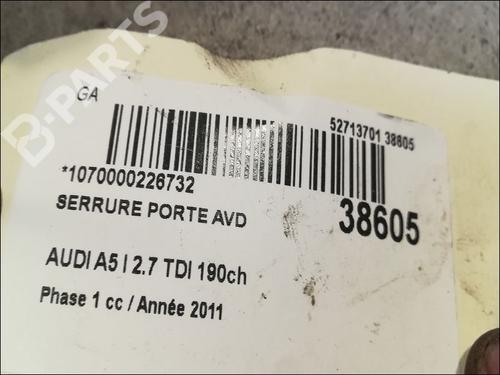 B-PARTS
GA
52713701 38605
*1070000226732
38605
SERRURE PORTE AVD
AUDI A5 I 2.7 TDI 190ch
Phase 1 cc / Année 2011